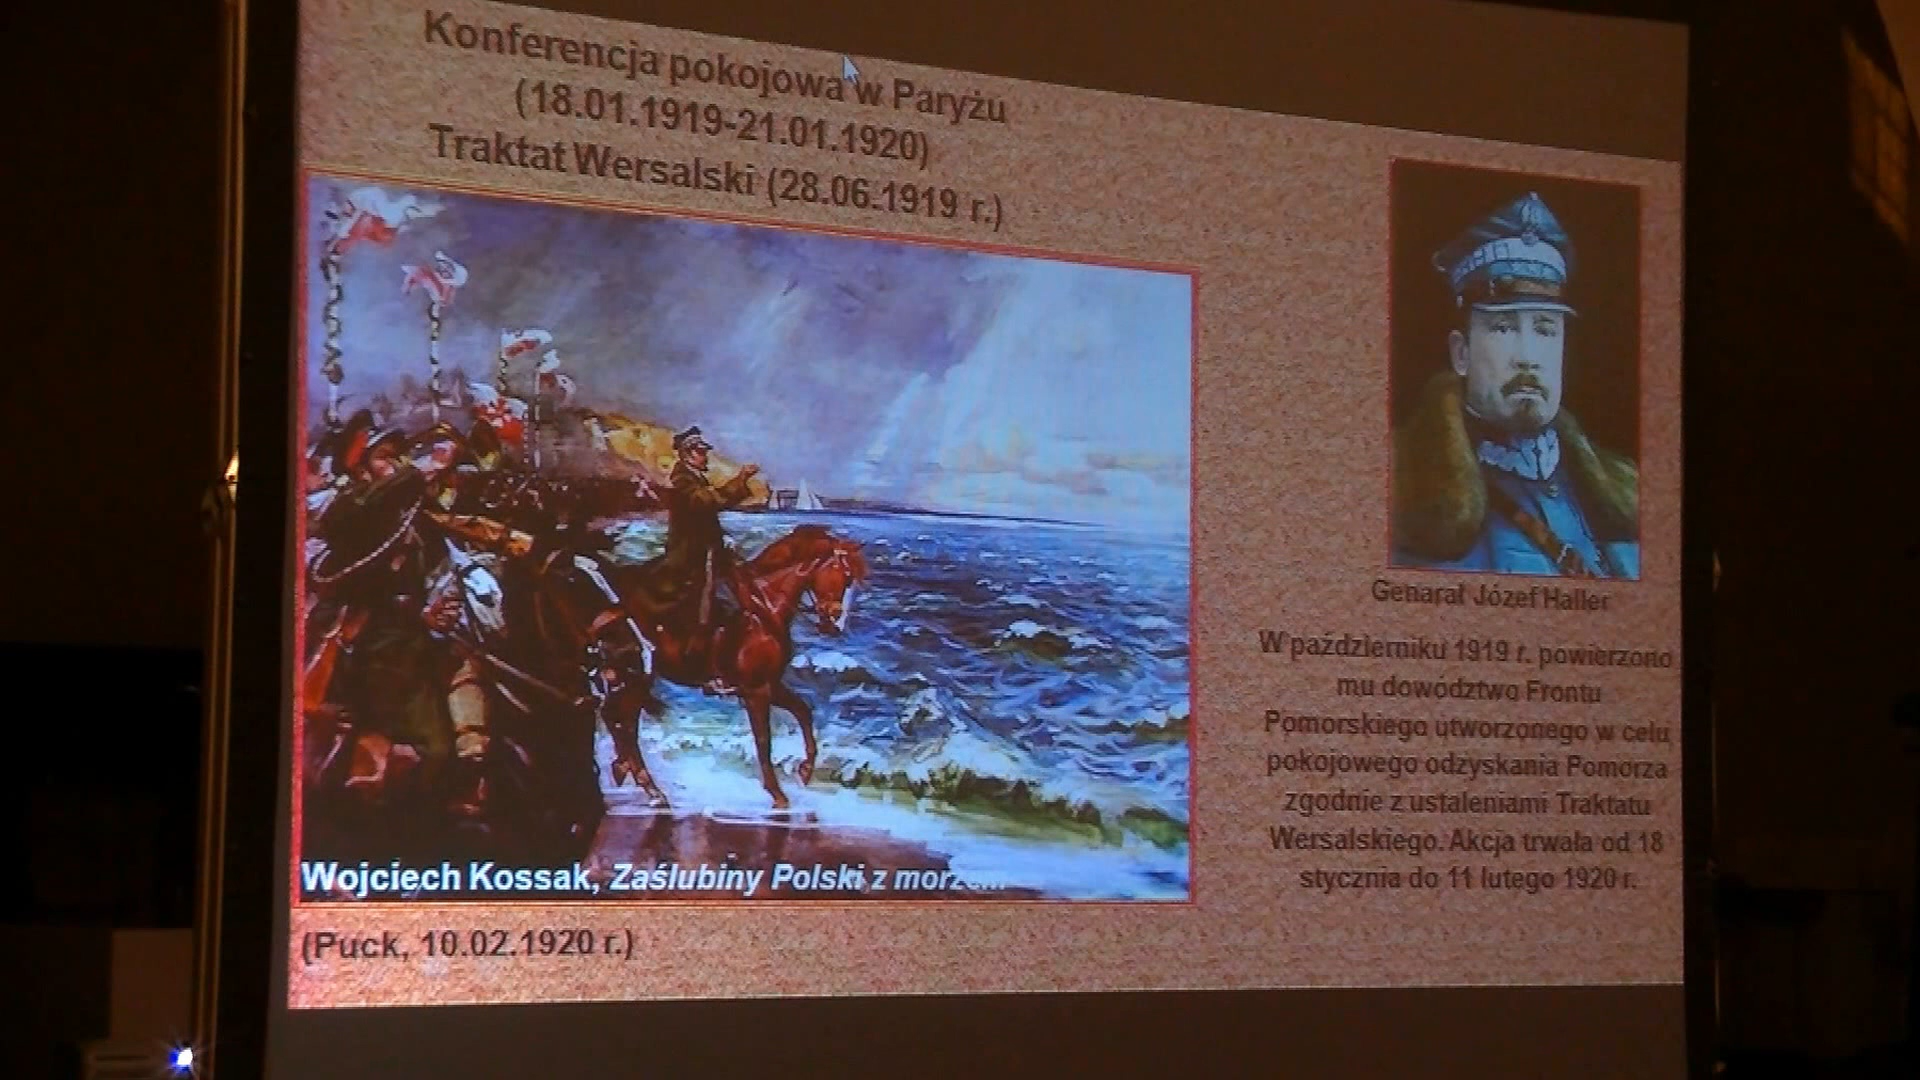 Konferencja pokojowa w Paryżu
(18.01.1919-21.01.1920)
Traktat Wersalski (28.06.1919 r.)
Wojciech Kossak, Zaślubiny Polski z morzem
(Puck, 10.02.1920 r.)
Genarał Józef Haller
W październiku 1919 r. powierzono
mu dowództwo Frontu
Pomorskiego utworzonego w celu
pokojowego odzyskania Pomorza
zgodnie z ustaleniami Traktatu
Wersalskiego. Akcja trwała od 18
stycznia do 11 lutego 1920 r.